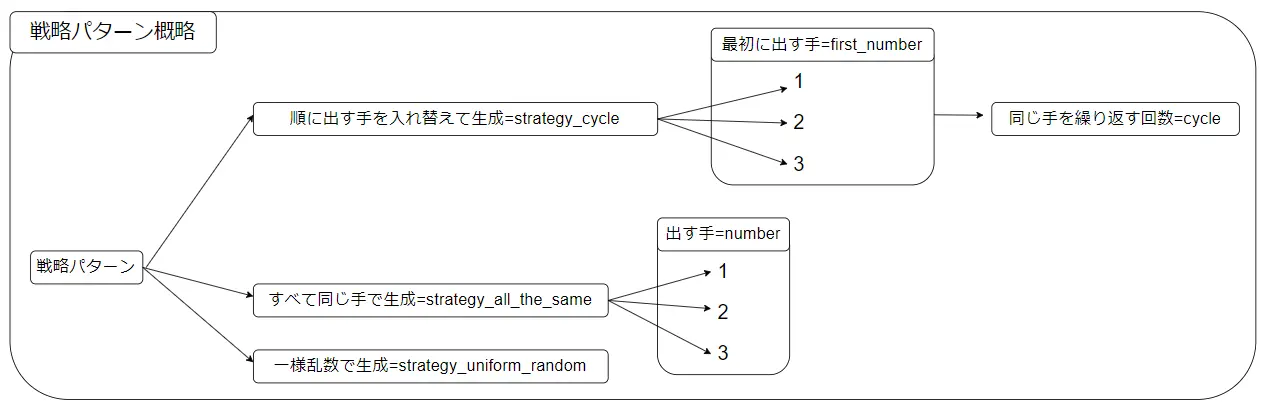 戦略パターン概略
最初に出す手=first_number
1
2
3
順に出す手を入れ替えて生成=strategy_cycle
同じ手を繰り返す回数=cycle
戦略パターン
すべて同じ手で生成=strategy_all_the_same
出す手=number
1
2
3
一様乱数で生成=strategy_uniform_random